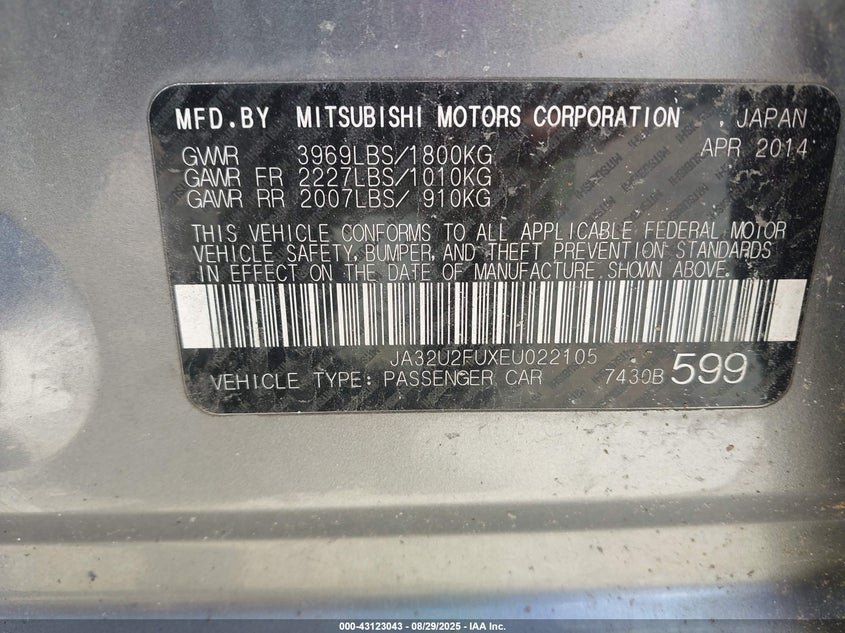 MFD.BY MITSUBISHI MOTORS CORPORATION , JAPAN
GVWR 3969LBS/1800KG APR 2014
GAWR FR 2227LBS/1010KG
GAWR RR 2007LBS/ 910KG
THIS VEHICLE CONFORMS TO ALL APPLICABLE FEDERAL MOTOR
VEHICLE SAFETY, BUMPER, AND THEFT PREVENTION STANDARDS
IN EFFECT ON THE DATE OF MANUFACTURE SHOWN ABOVE.
JA32U2FUXEU022105
VEHICLE TYPE: PASSENGER CAR 7430B 599
000-43123043 - 08/29/2025 - IAA Inc.